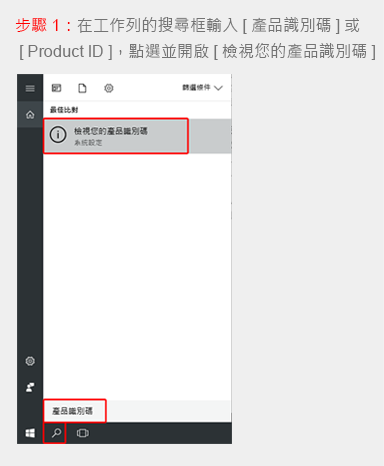 步驟 1：在工作列的搜尋框輸入 [ 產品識別碼 ] 或
[ Product ID ]，點選並開啟 [ 檢視您的產品識別碼 ]
篩選條件
最佳比對
檢視您的產品識別碼
系統設定
產品識別碼